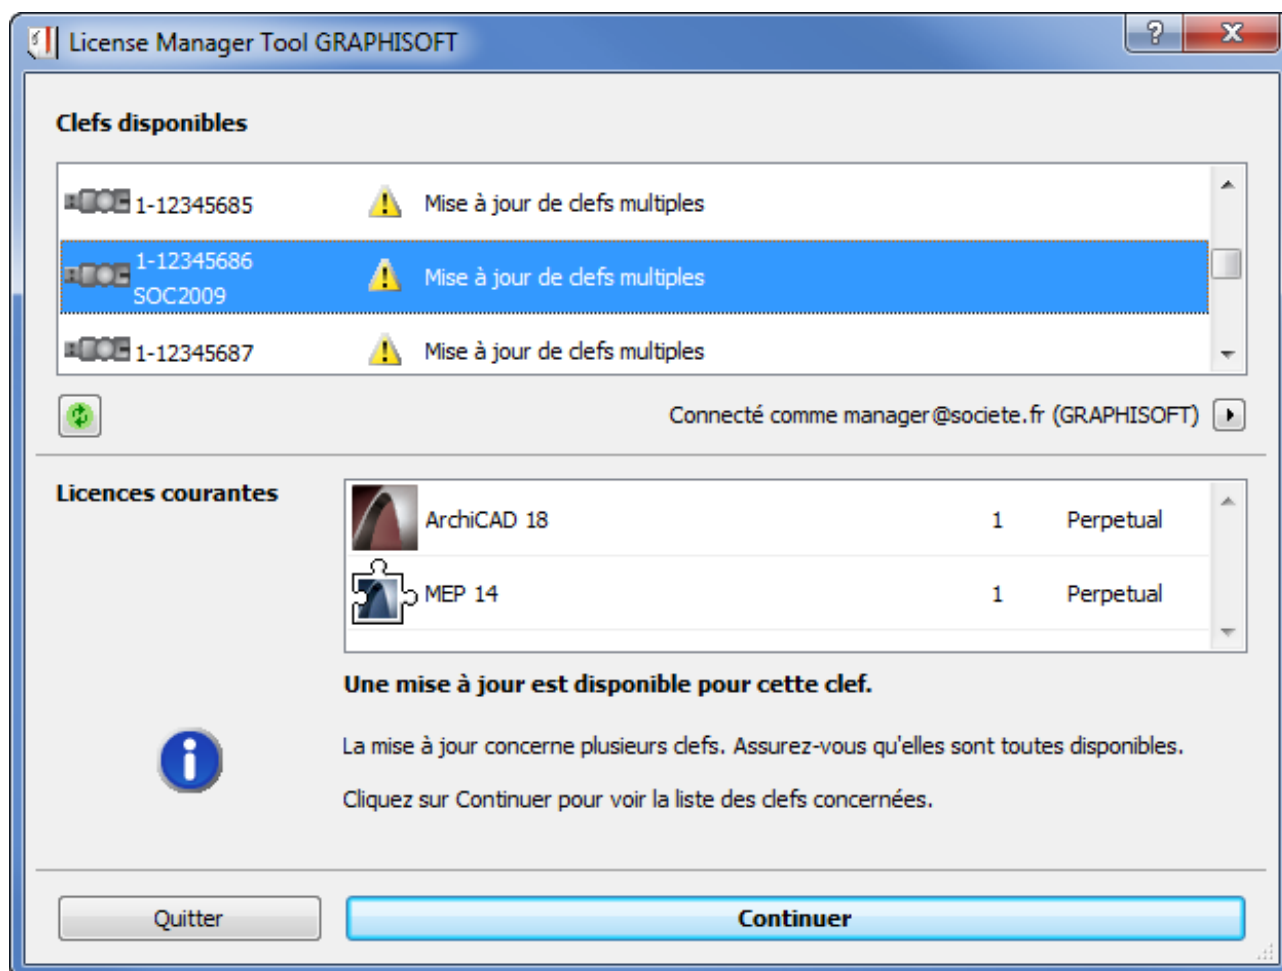 License Manager Tool GRAPHISOFT
Clefs disponibles
1-12345685 Mise à jour de clefs multiples
1-12345686
SOC2009 Mise à jour de clefs multiples
1-12345687 Mise à jour de clefs multiples
Connecté comme manager@societe.fr (GRAPHISOFT)
Licences courantes
ArchiCAD 18 1 Perpetual
MEP 14 1 Perpetual
Une mise à jour est disponible pour cette clef.
La mise à jour concerne plusieurs clefs. Assurez-vous qu'elles sont toutes disponibles.
Cliquez sur Continuer pour voir la liste des clefs concernées.
Quitter Continuer